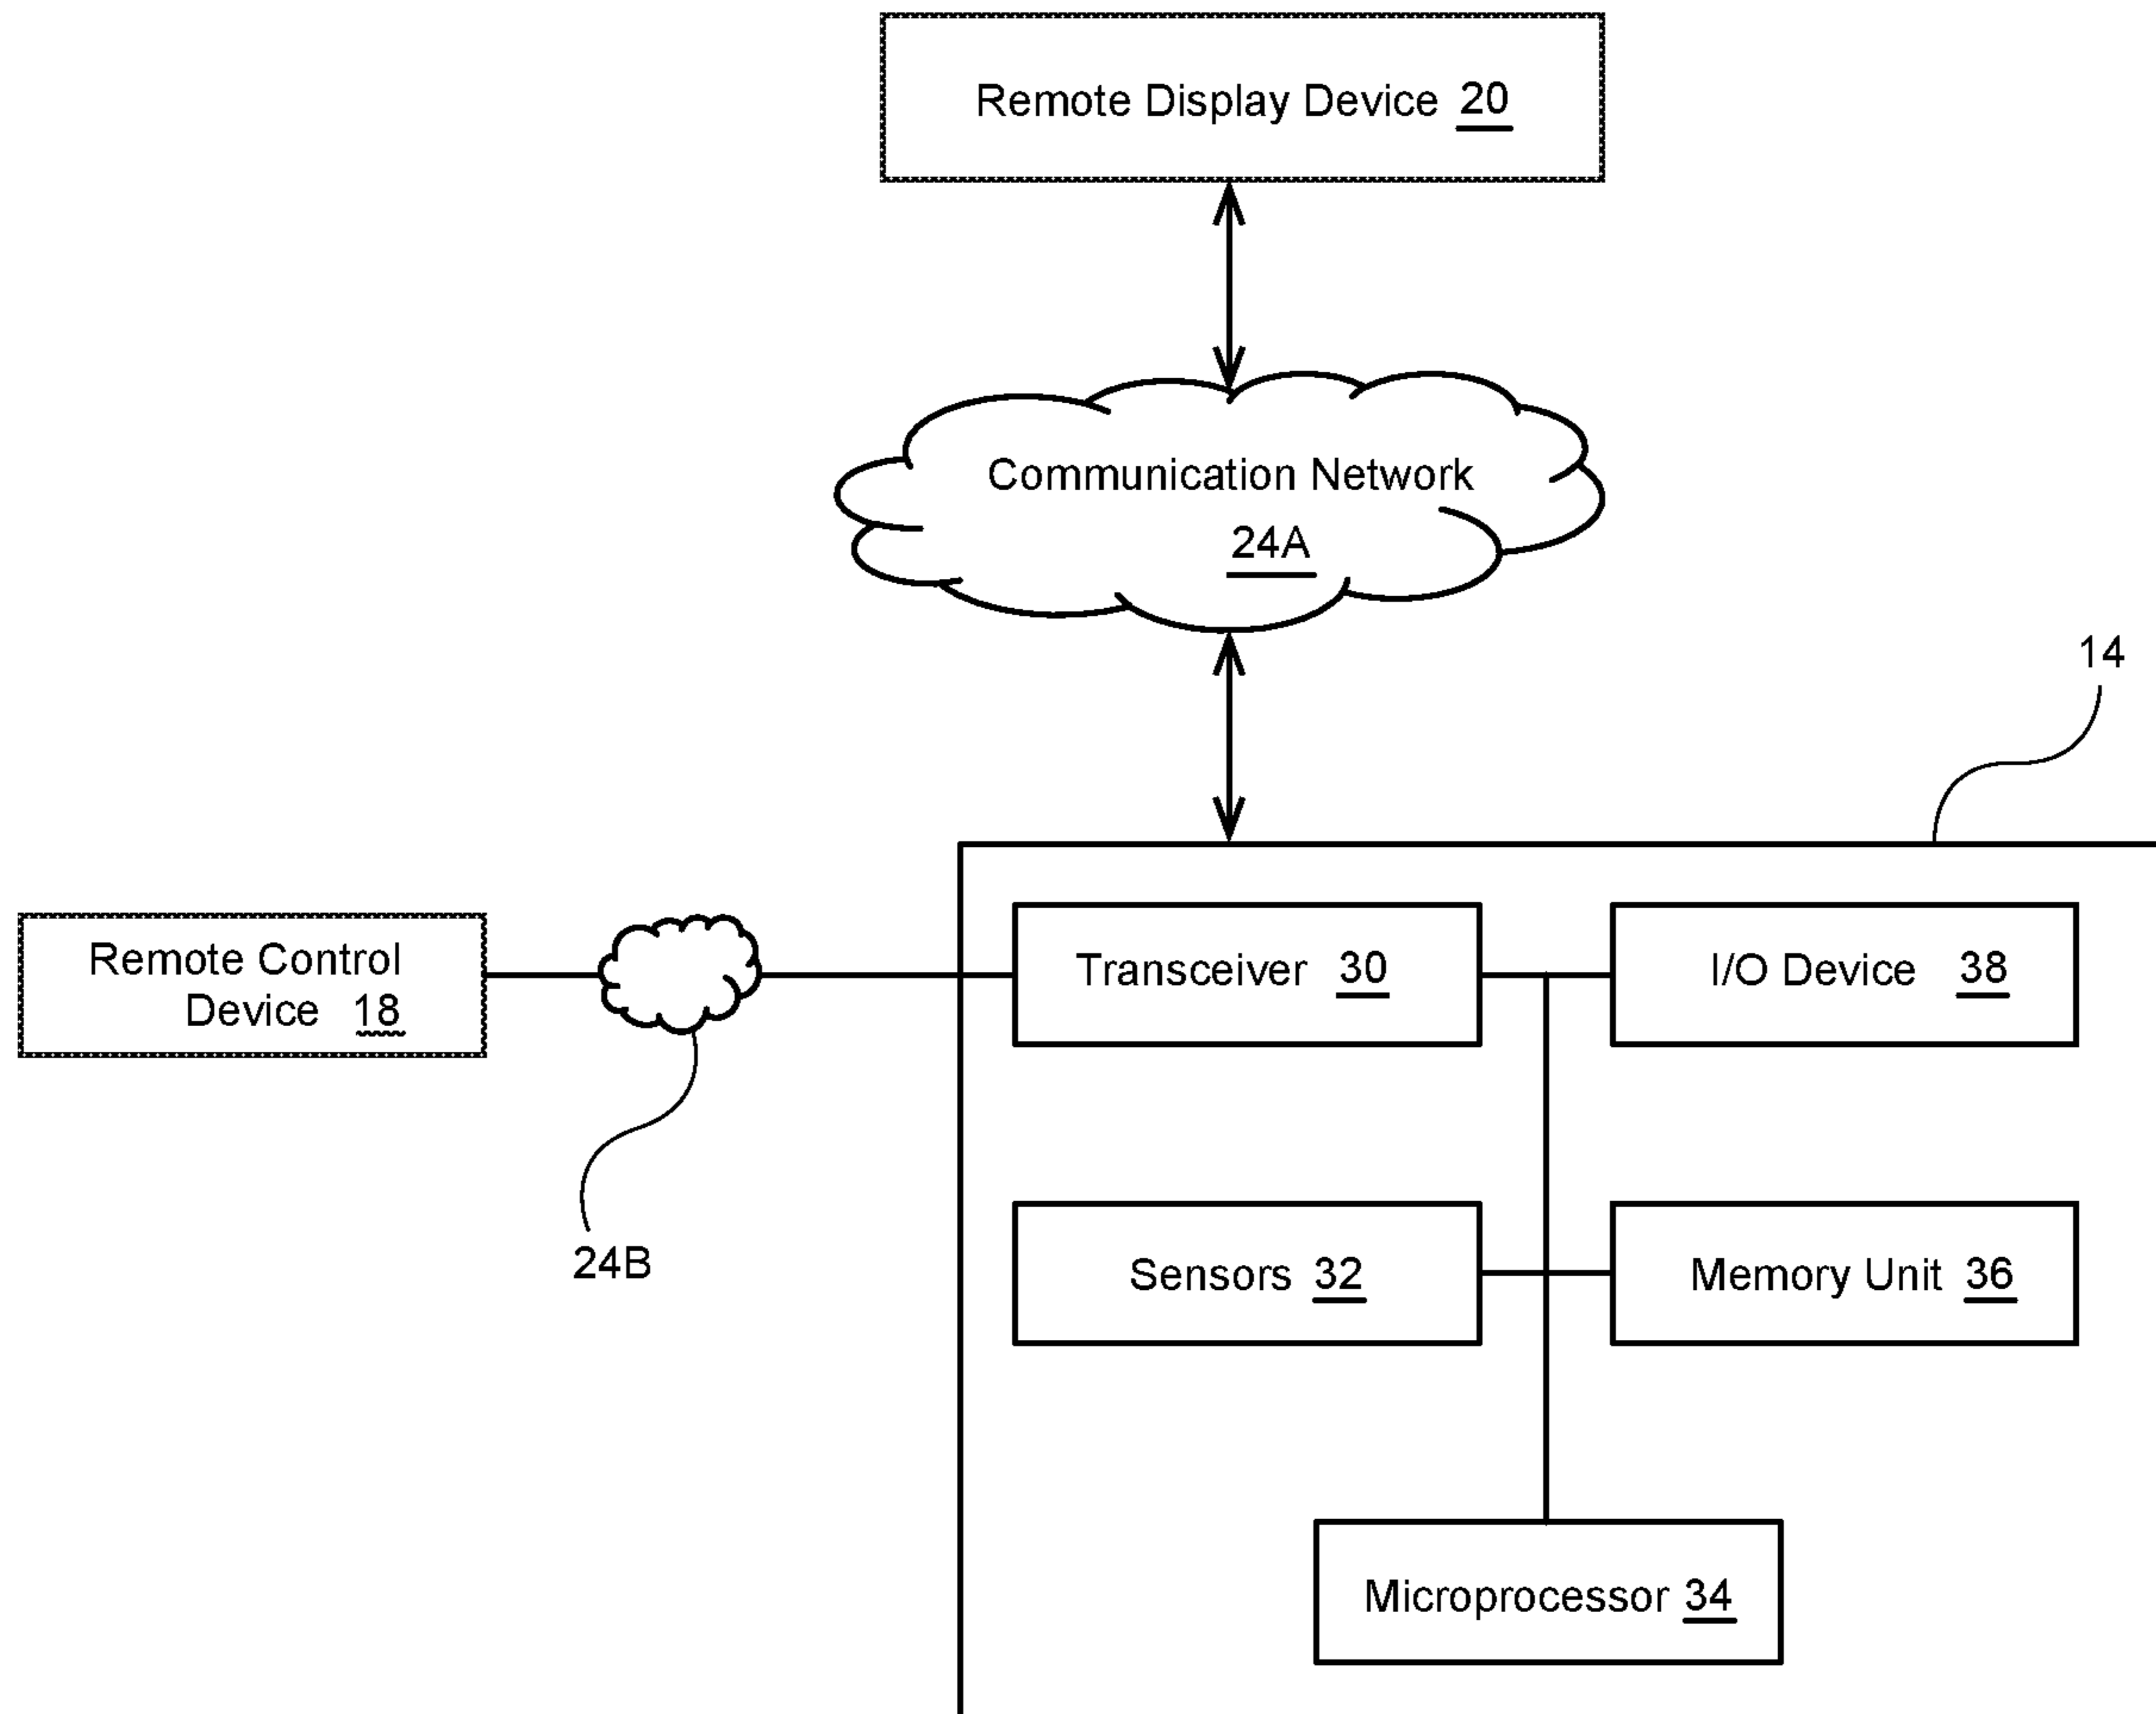 Remote Display Device 20
Communication Network
24A
14
Remote Control
Device 18
Transceiver 30
I/O Device 38
24B
Sensors 32
Memory Unit 36
Microprocessor 34